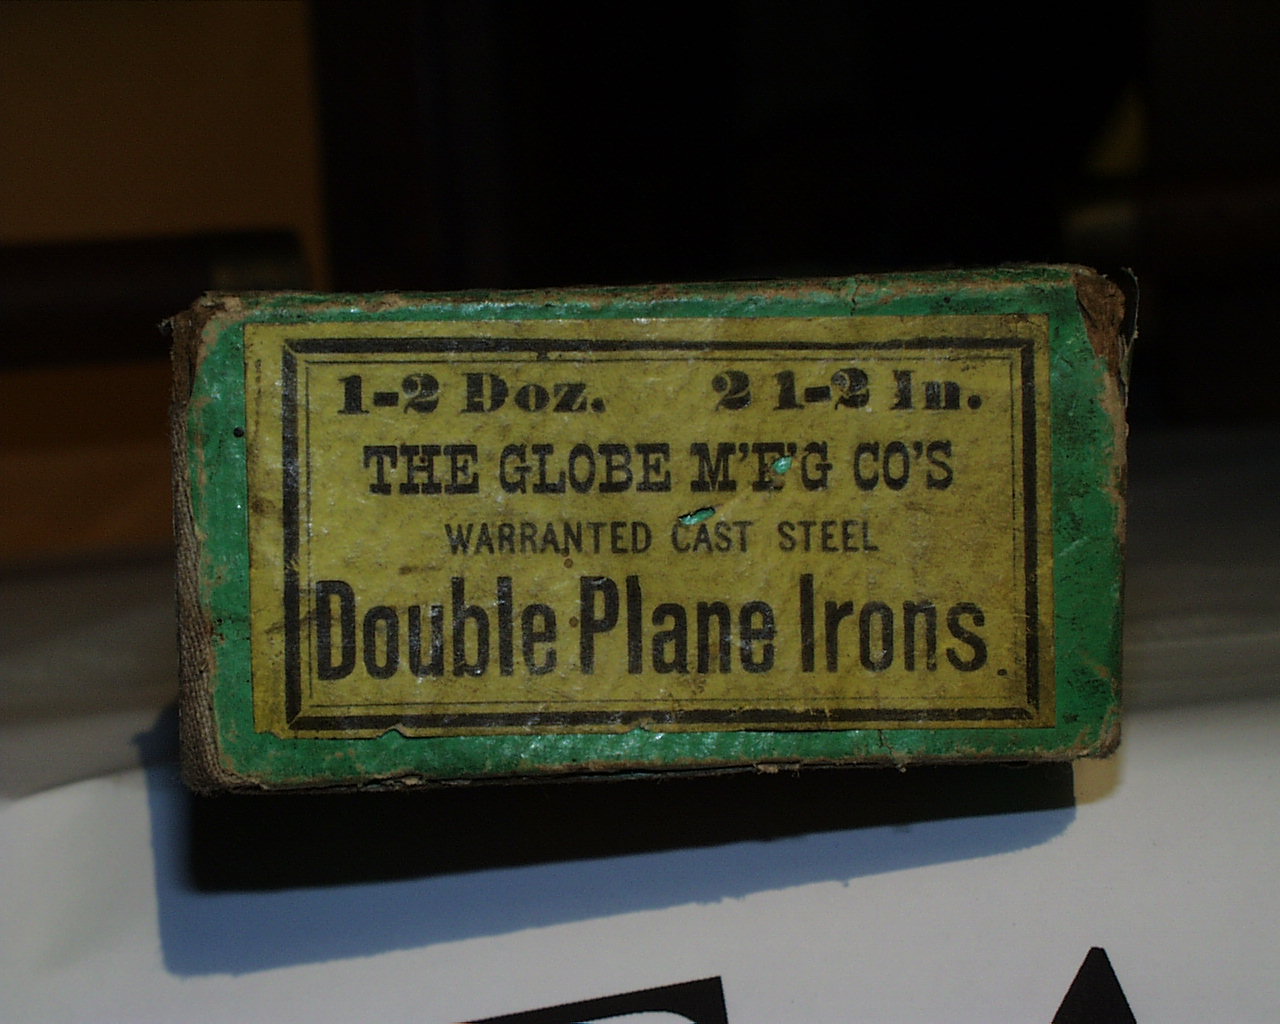 1-2 Doz. 2 1-2 In.
THE GLOBE M'F'G CO'S
WARRANTED CAST STEEL
Double Plane Irons.